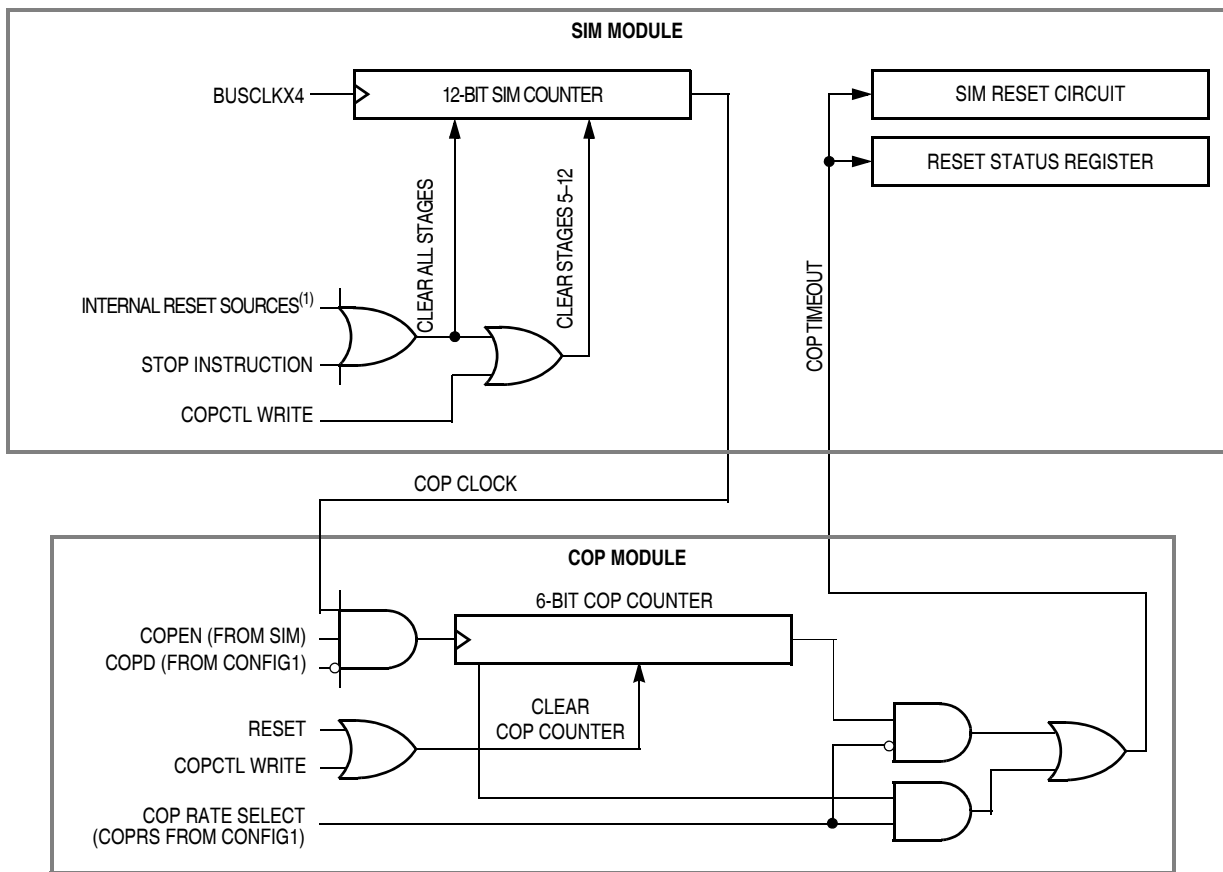 SIM MODULE
BUSCLKX4
12-BIT SIM COUNTER
SIM RESET CIRCUIT
RESET STATUS REGISTER
CLEAR ALL STAGES
CLEAR STAGES 5–12
COP TIMEOUT
INTERNAL RESET SOURCES(1)
STOP INSTRUCTION
COPCTL WRITE
COP CLOCK
COP MODULE
6-BIT COP COUNTER
COPEN (FROM SIM)
COPD (FROM CONFIG1)
CLEAR
COP COUNTER
RESET
COPCTL WRITE
COP RATE SELECT
(COPRS FROM CONFIG1)